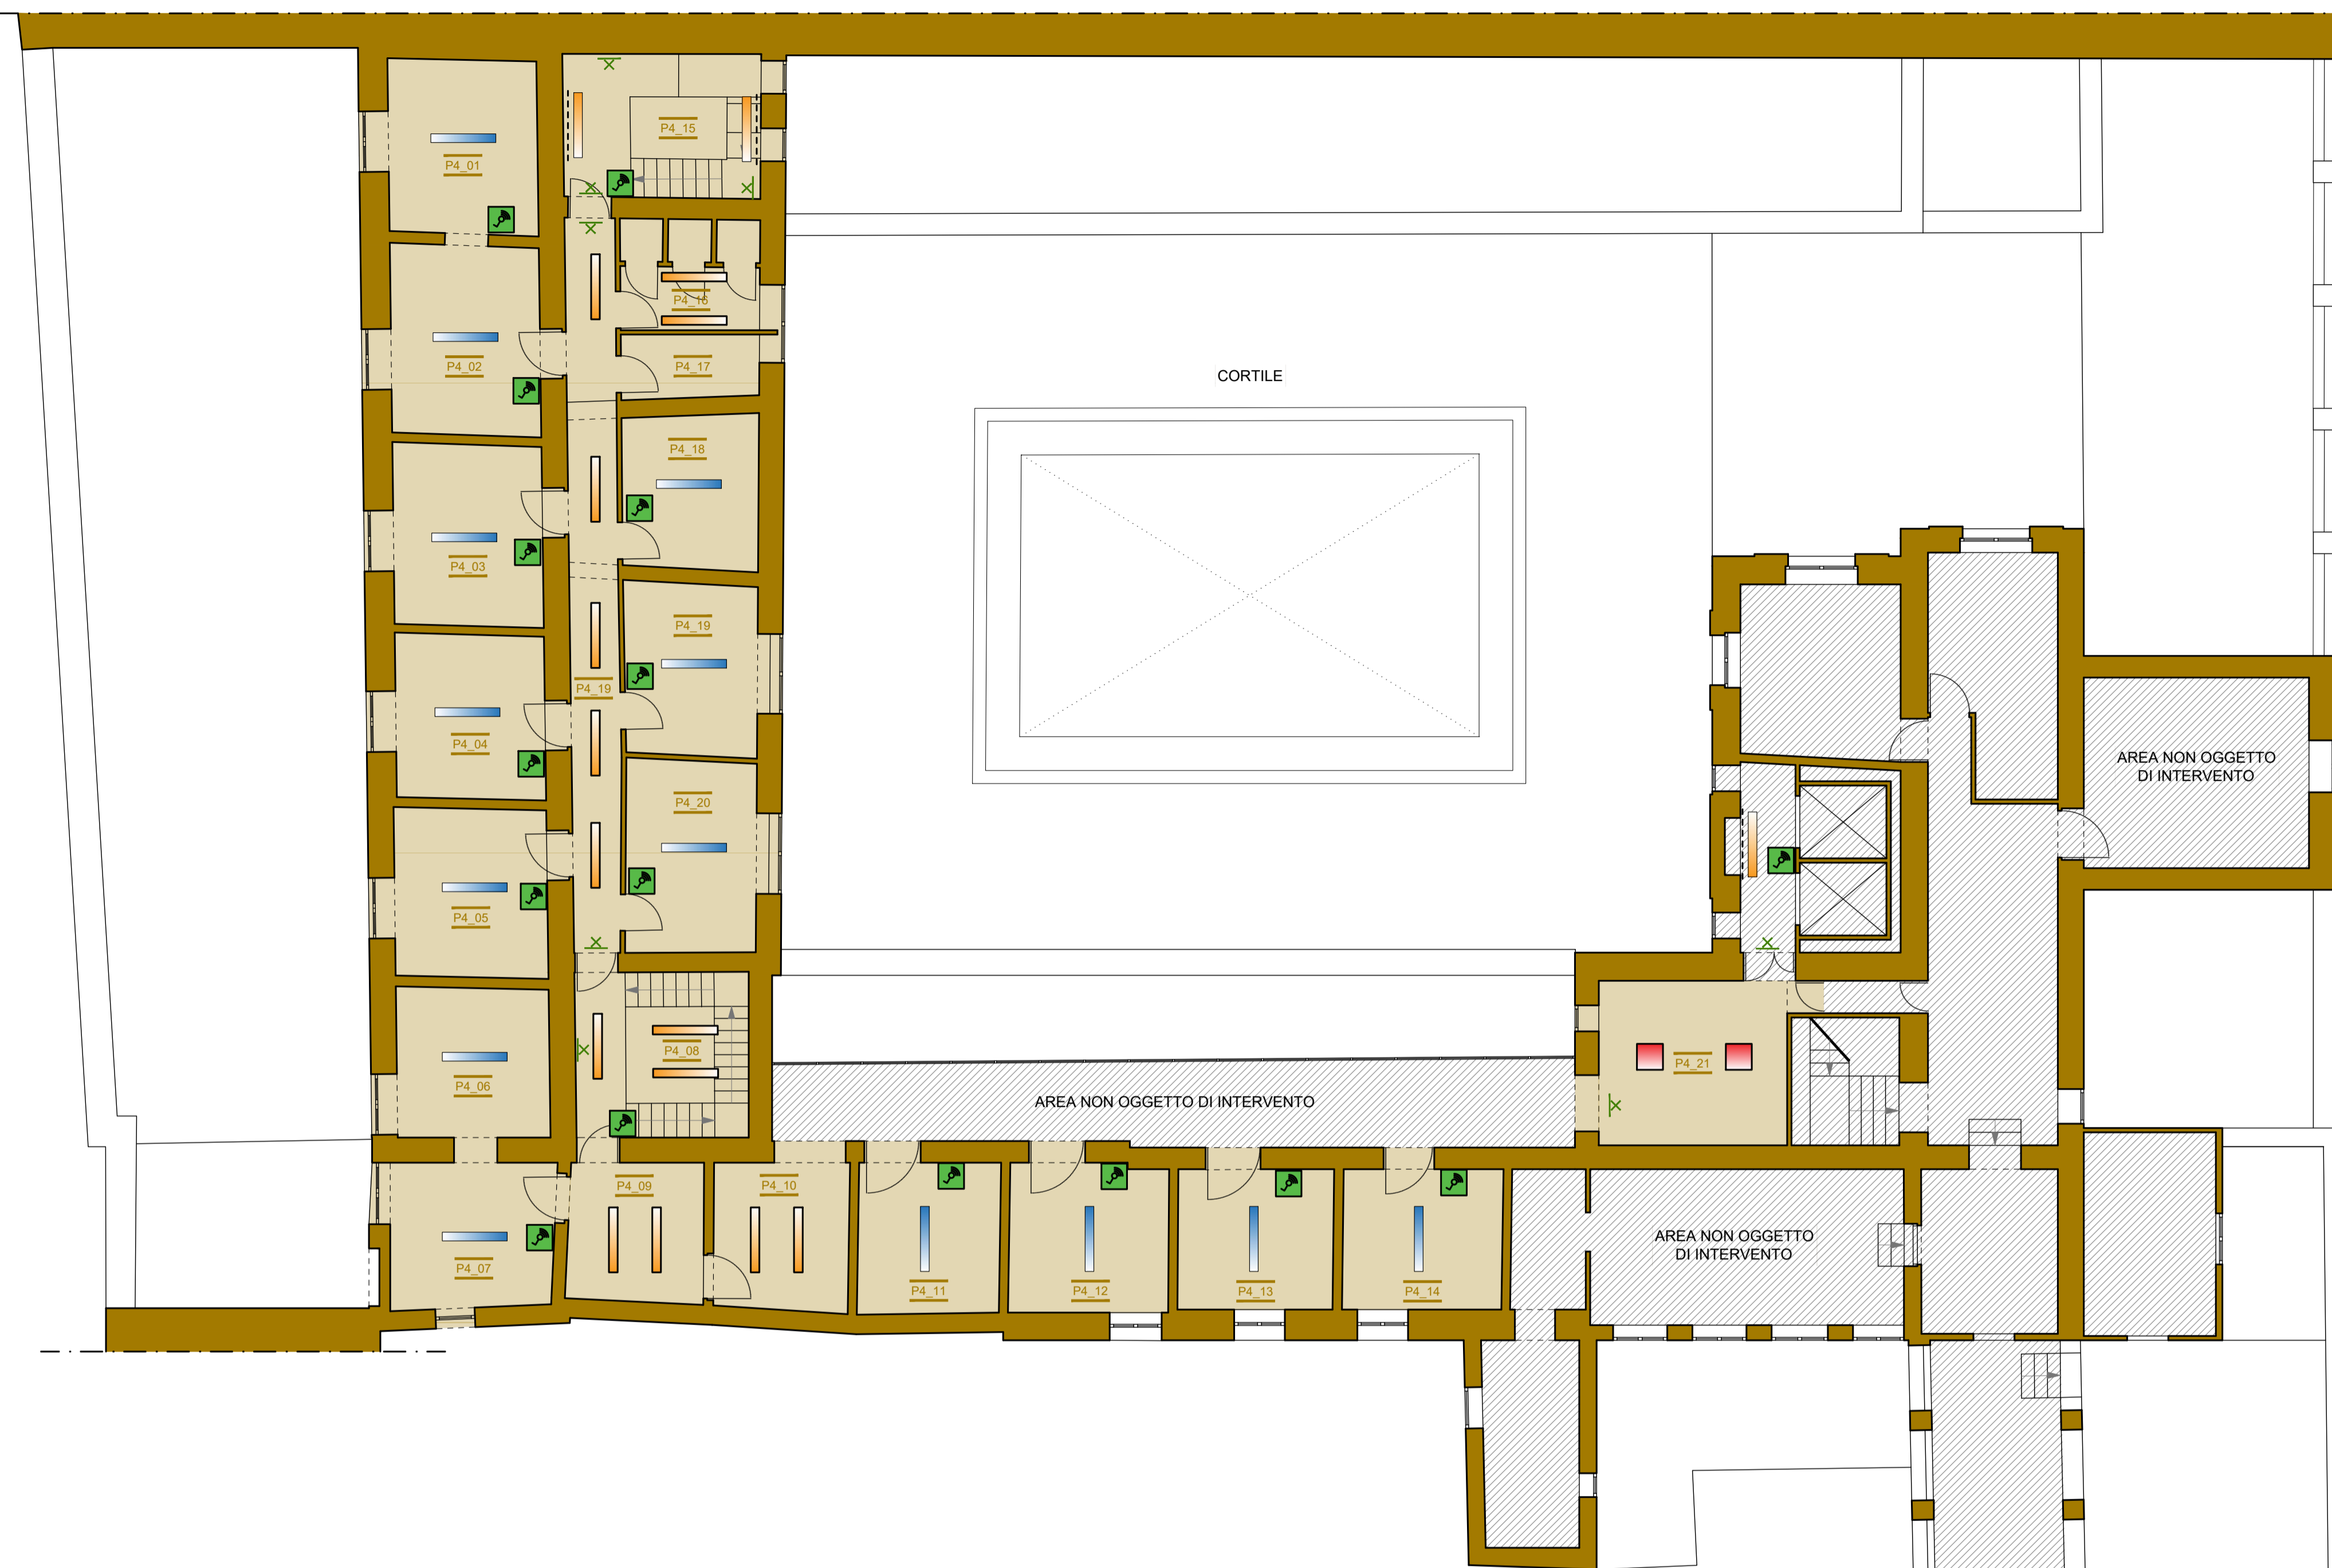 P4_15
P4_01
P4_16
P4_02
P4_17
CORTILE
P4_18
P4_03
P4_19
P4_19
P4_04
AREA NON OGGETTO
DI INTERVENTO
P4_20
P4_05
P4_08
P4_21
P4_06
AREA NON OGGETTO DI INTERVENTO
P4_09
P4_10
AREA NON OGGETTO
DI INTERVENTO
P4_07
P4_11
P4_12
P4_13
P4_14